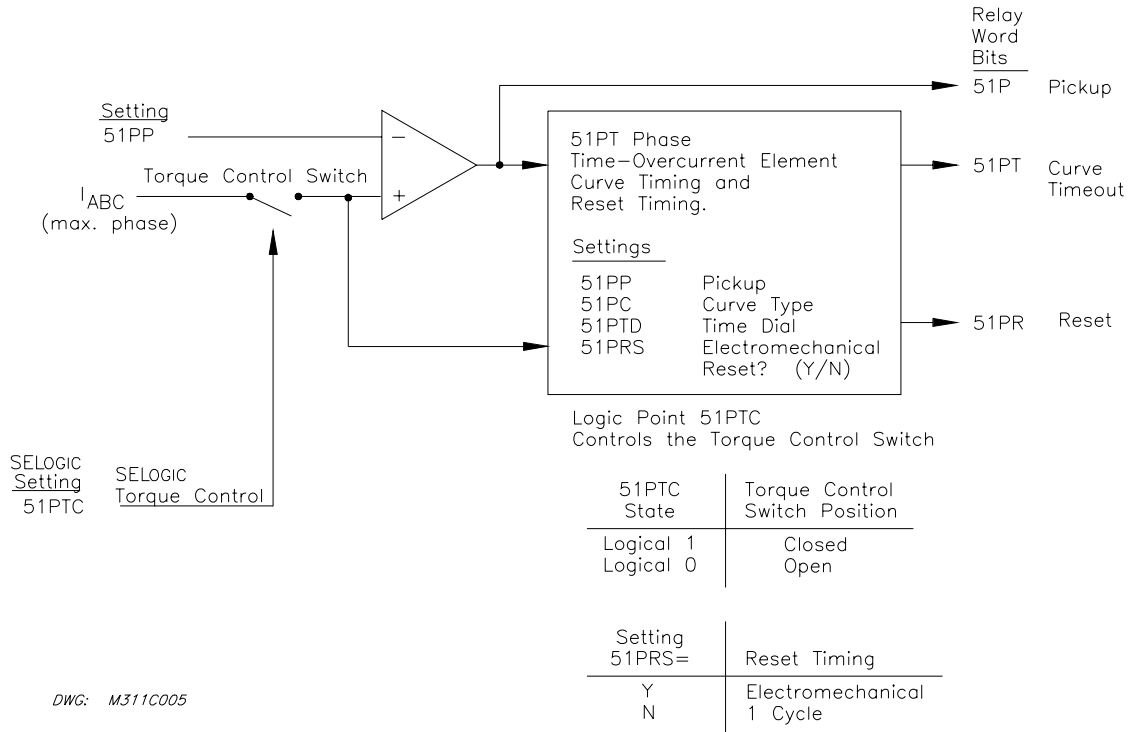 Relay
Word
Bits
51P Pickup
Setting
51PP
Torque Control Switch
IABC
(max. phase)
51PT Phase
Time-Overcurrent Element
Curve Timing and
Reset Timing.
Settings
51PP Pickup
51PC Curve Type
51PTD Time Dial
51PRS Electromechanical
Reset? (Y/N)
51PT Curve
Timeout
51PR Reset
Logic Point 51PTC
Controls the Torque Control Switch
SELOGIC
Setting
51PTC
SELOGIC
Torque Control
51PTC Torque Control
State Switch Position
Logical 1 Closed
Logical 0 Open
Setting
51PRS= Reset Timing
Y Electromechanical
N 1 Cycle
DWG: M311C005